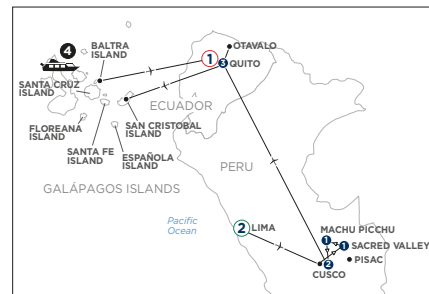 4
BALTRA
ISLAND
OTAVALO
1
3
QUITO
SANTA CRUZ
ISLAND
ECUADOR
FLOREANA
ISLAND
SAN CRISTOBAL
ISLAND
SANTA FE
ISLAND
ESPAÑOLA
ISLAND
PERU
GALÁPAGOS ISLANDS
Pacific
Ocean
2
LIMA
MACHU PICCHU
1
1
SACRED VALLEY
PISAC
2
CUSCO